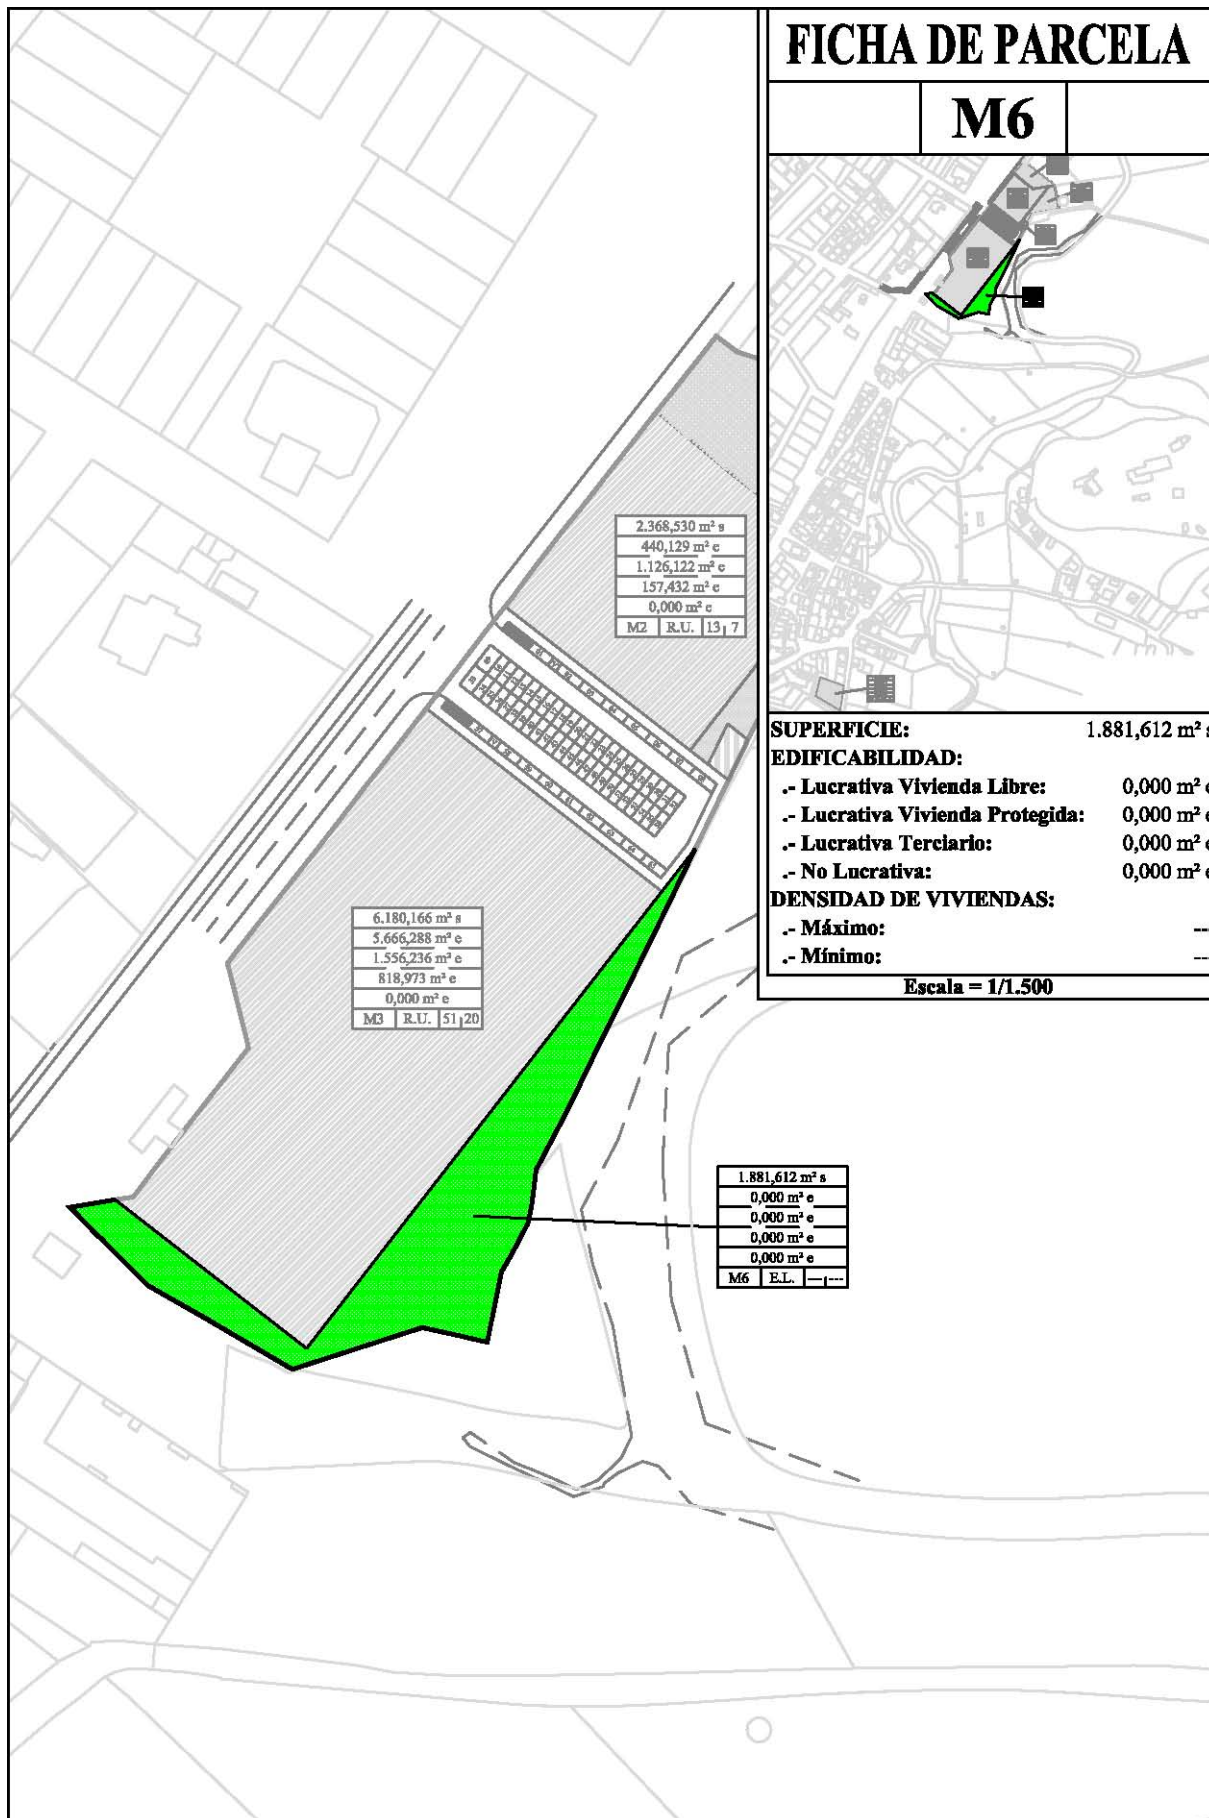 FICHA DE PARCELA
M6
SUPERFICIE: 1.881,612 m² s
EDIFICABILIDAD:
.- Lucrativa Vivienda Libre: 0,000 m² e
.- Lucrativa Vivienda Protegida: 0,000 m² e
.- Lucrativa Terciario: 0,000 m² e
.- No Lucrativa: 0,000 m² e
DENSIDAD DE VIVIENDAS:
.- Máximo: ---
.- Mínimo: ---
Escala = 1/1.500
2.368,530 m² s
440,129 m² e
1.126,122 m² e
157,432 m² e
0,000 m² e
M2 R.U. 13¡7
6.180,166 m² s
5.666,288 m² e
1.556,236 m² e
818,973 m² e
0,000 m² e
M3 R.U. 51¡20
1.881,612 m² s
0,000 m² e
0,000 m² e
0,000 m² e
0,000 m² e
M6 E.L. ---¡---